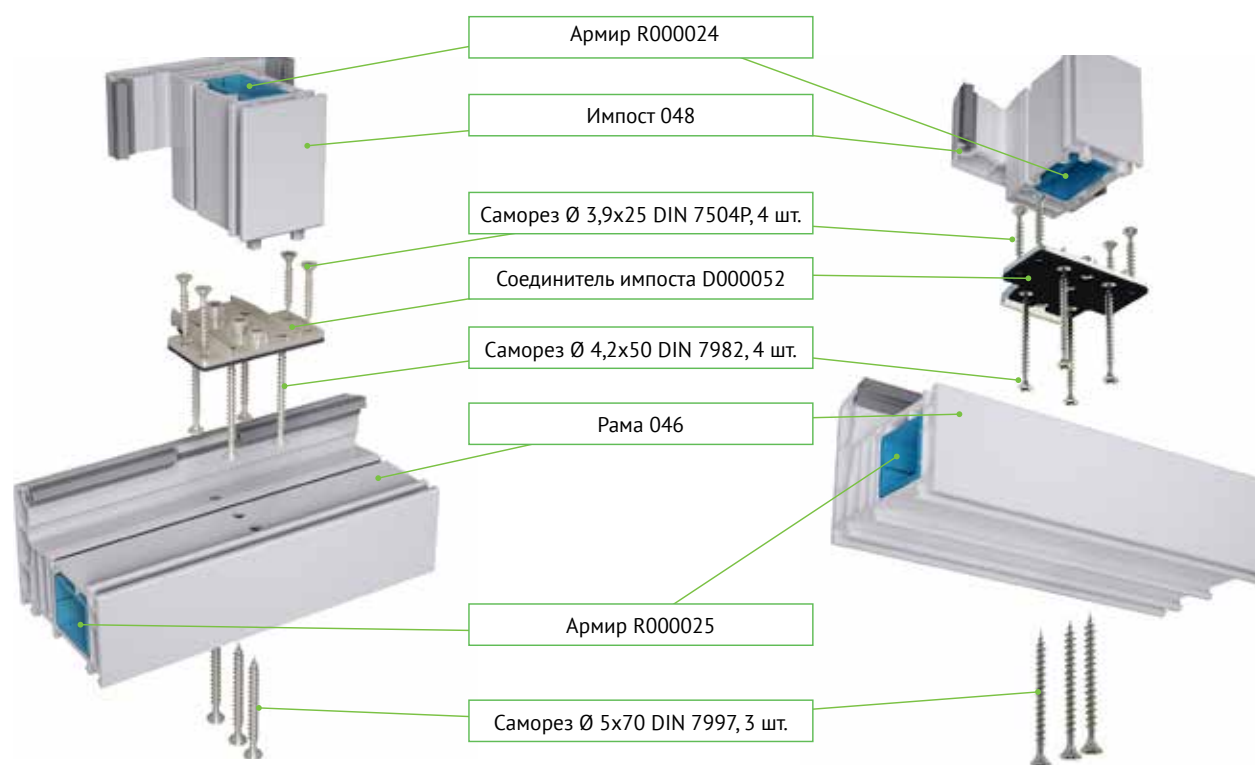 Армир R000024
Импост 048
Саморез Ø 3,9x25 DIN 7504P, 4 шт.
Соединитель импоста D000052
Саморез Ø 4,2x50 DIN 7982, 4 шт.
Рама 046
Армир R000025
Саморез Ø 5x70 DIN 7997, 3 шт.